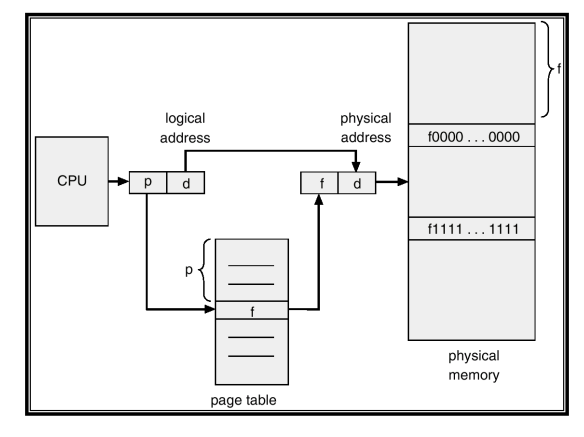 f
logical
address
physical
address
f0000 . . . 0000
CPU
p d
f d
f1111 . . . 1111
p
f
physical
memory
page table